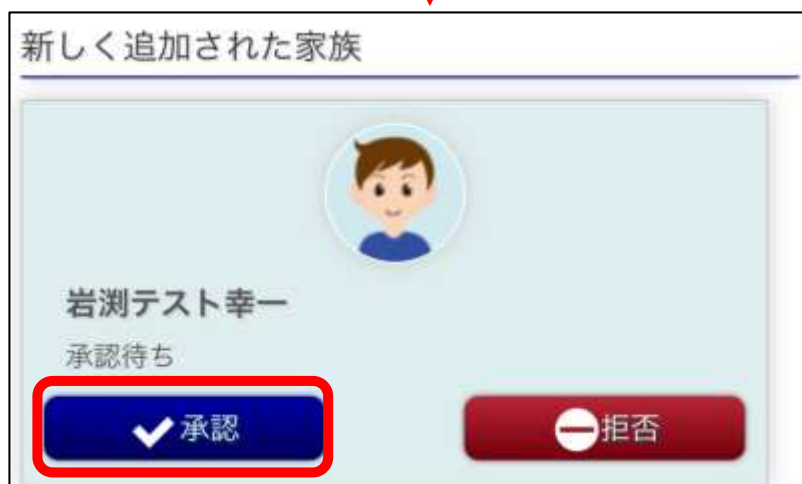 新しく追加された家族
岩渕テスト幸一
承認待ち
承認
拒否